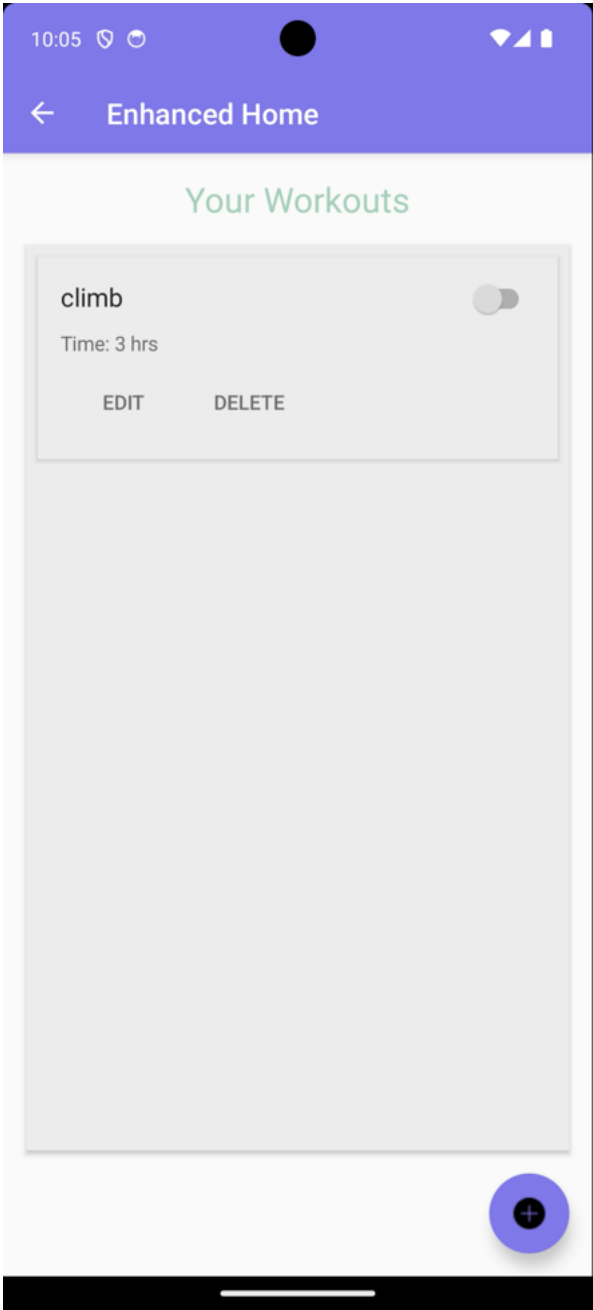 10:05
Enhanced Home
Your Workouts
climb
Time: 3 hrs
EDIT DELETE